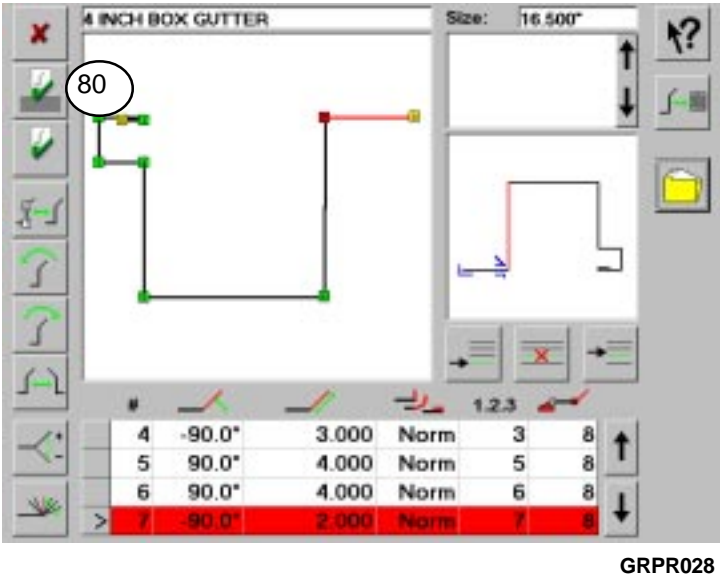 4 INCH BOX GUTTER Size: 16.500"
80
# 1.2.3
4 -90.0° 3.000 Norm 3 8
5 90.0° 4.000 Norm 5 8
6 90.0° 4.000 Norm 6 8
> 7 -90.0° 2.000 Norm 7 8
GRPR028